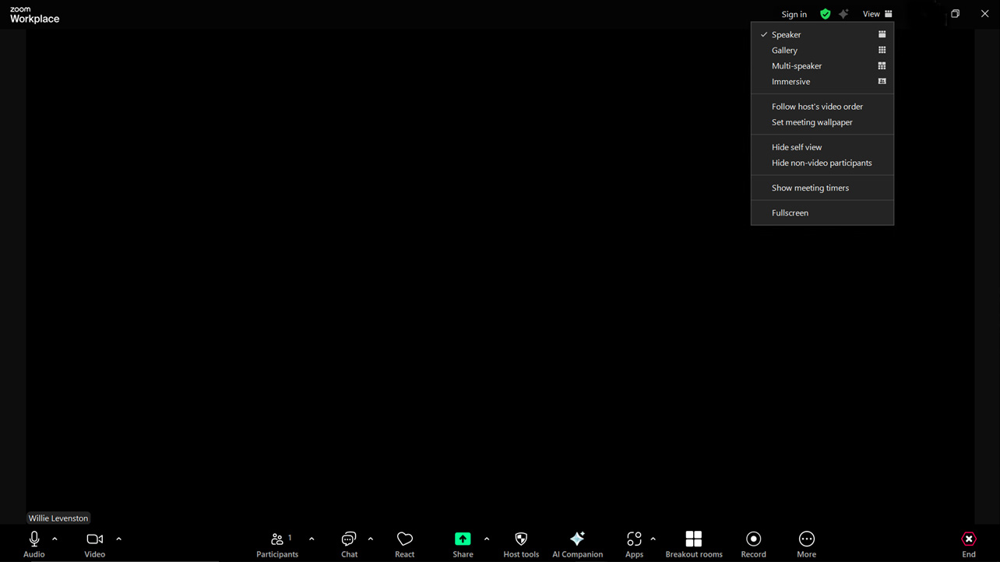 zoom
Workplace
Sign in
View
Speaker
Gallery
Multi-speaker
Immersive
Follow host's video order
Set meeting wallpaper
Hide self view
Hide non-video participants
Show meeting timers
Fullscreen
Willie Levenston
Audio
Video
Participants 1
Chat
React
Share
Host tools
AI Companion
Apps
Breakout rooms
Record
More
End